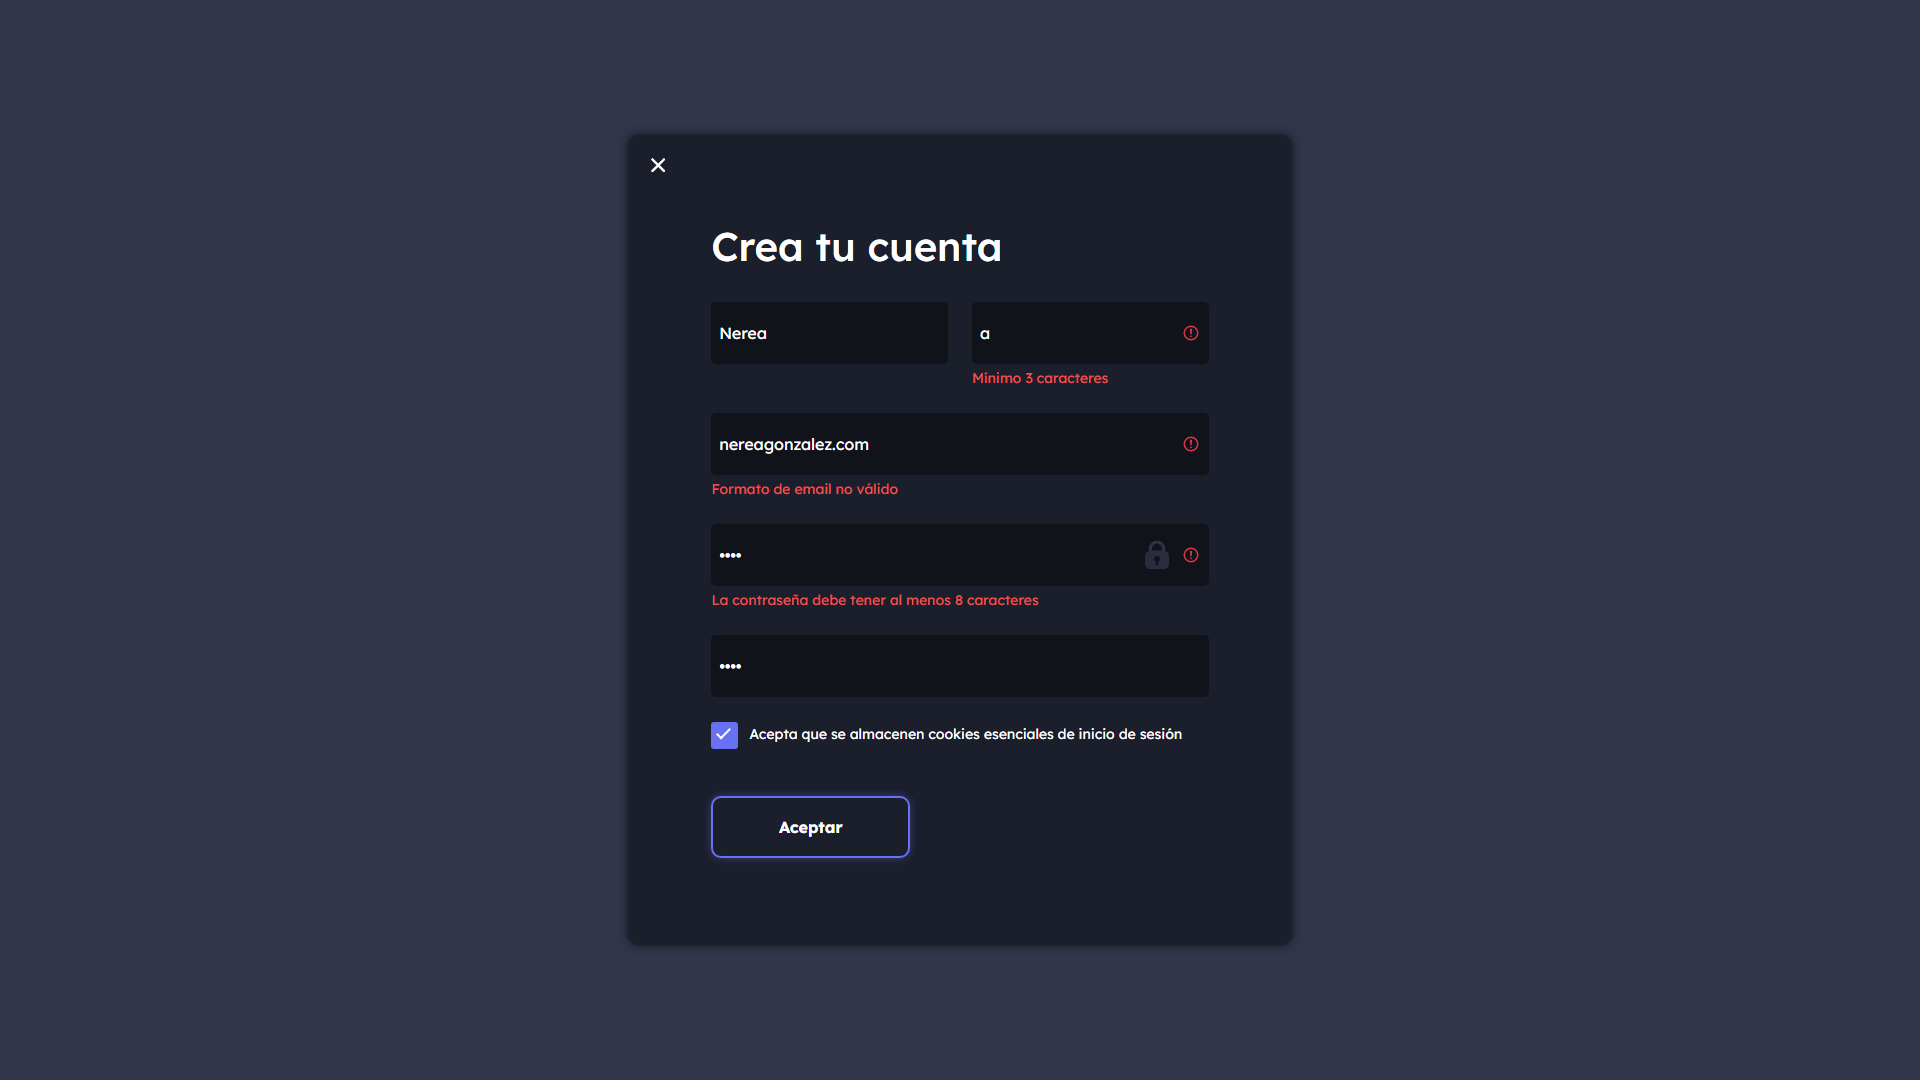 Crea tu cuenta
Nerea
a
Mínimo 3 caracteres
nereagonzalez.com
Formato de email no válido
••••
La contraseña debe tener al menos 8 caracteres
••••
Acepta que se almacenen cookies esenciales de inicio de sesión
Aceptar